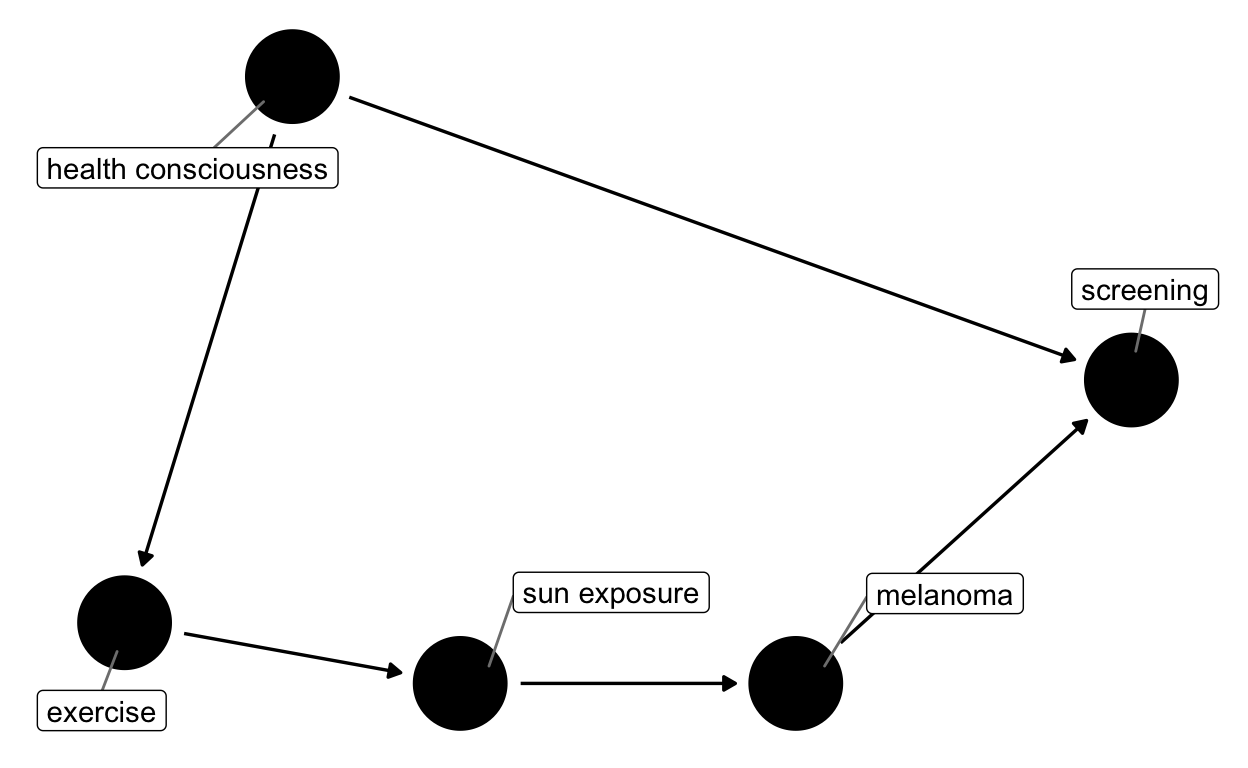 health consciousness
screening
sun exposure
melanoma
exercise